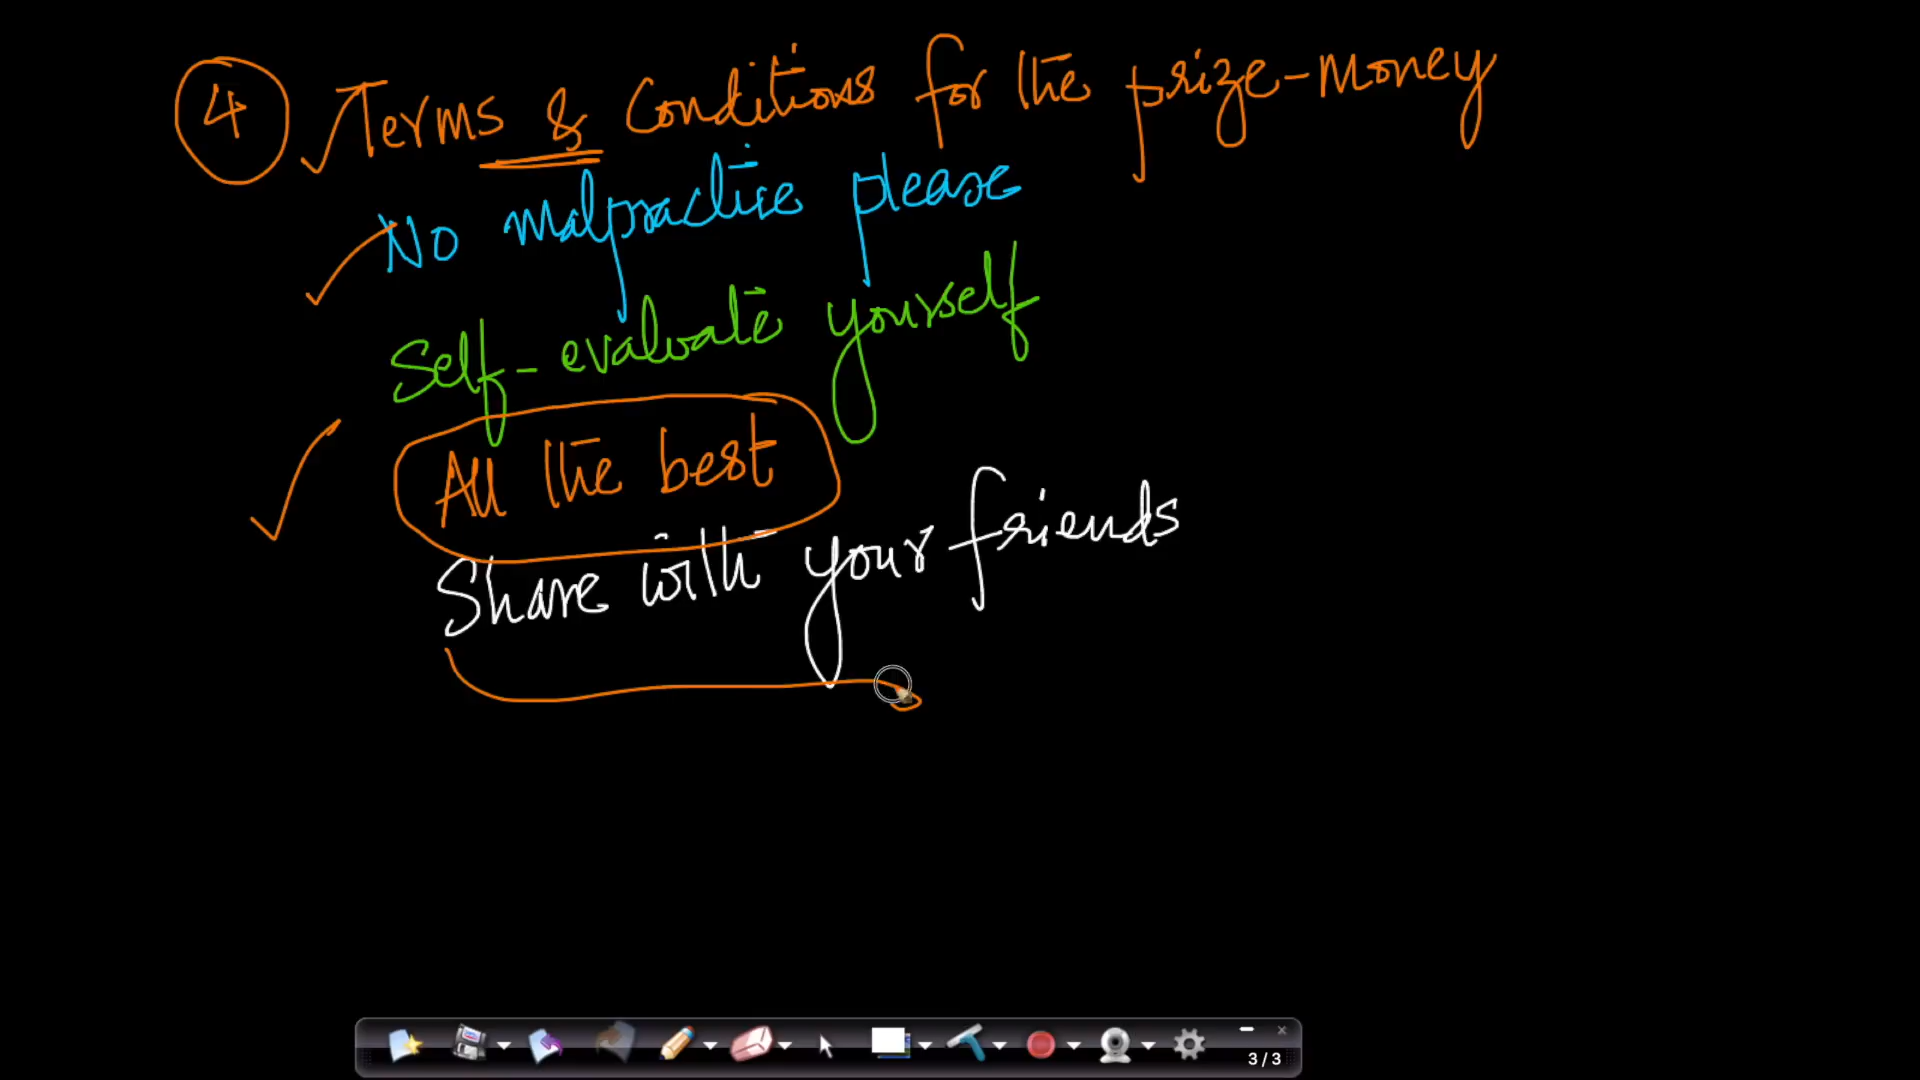 4 Terms & Conditions for the prize-money
No malpractice please
Self-evaluate yourself
All the best
Share with your friends
3/3